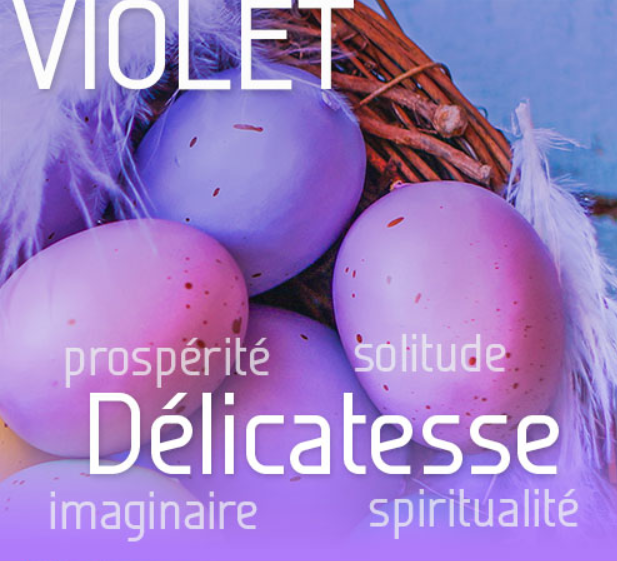 VIOLET
prospérité solitude
Délicatesse
imaginaire spiritualité